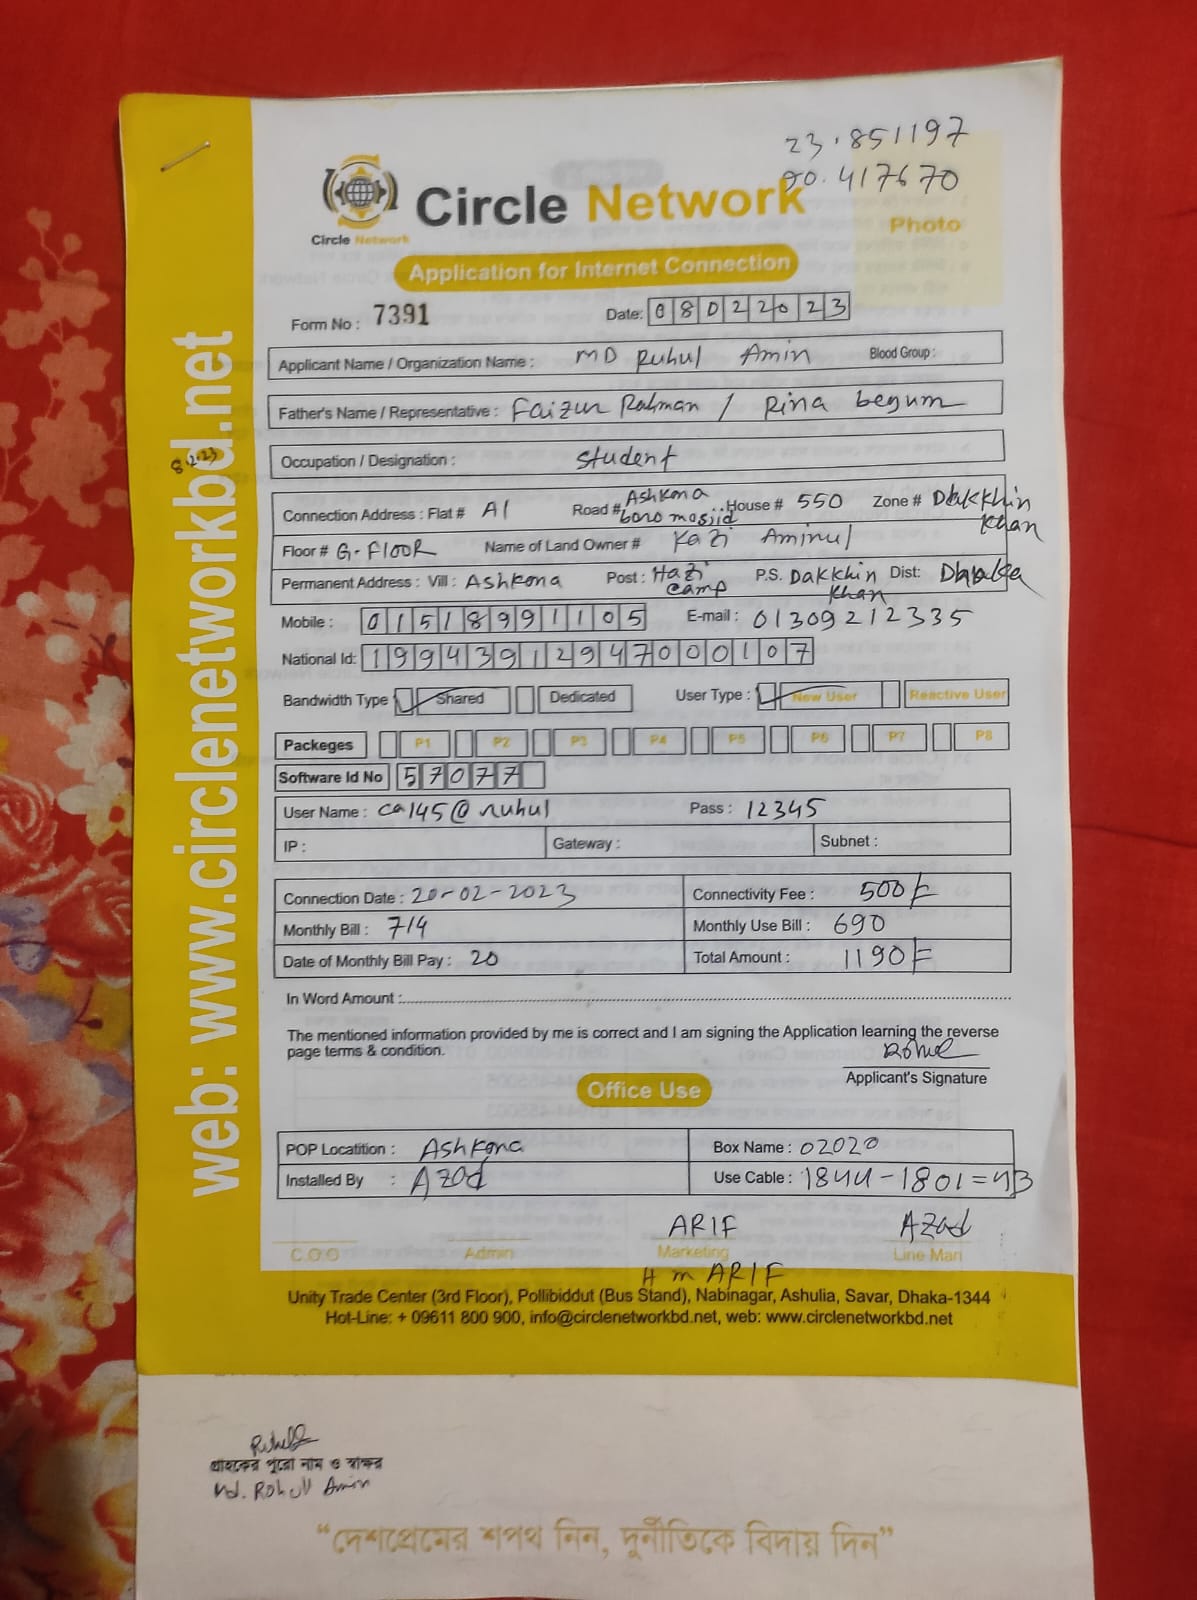 23.851197
90.417670
Circle Network
Circle Network
Photo
Application for Internet Connection
Form No : 7391 Date: 08022023
Applicant Name / Organization Name : MD Ruhul Amin Blood Group :
Father's Name / Representative : Faizur Rahman / Rina begum
Occupation / Designation : student
8.2.23
Connection Address : Flat # A1 Road # Ashkona boro mosjid House # 550 Zone # Dakkhin Khan
Floor # G-FlOOR Name of Land Owner # Kazi Aminul
Permanent Address : Vill : Ashkona Post : Hazi camp P.S. Dakkhin Khan Dist: Dhaka
Mobile : 01518991105 E-mail : 01309212335
National Id: 19943912947000107
Bandwidth Type Shared Dedicated User Type : New User Reactive User
Packeges P1 P2 P3 P4 P5 P6 P7 P8
Software Id No 57077
User Name : ca145@ruhul Pass : 12345
IP : Gateway : Subnet :
Connection Date : 20-02-2023 Connectivity Fee : 500/=
Monthly Bill : 714 Monthly Use Bill : 690
Date of Monthly Bill Pay : 20 Total Amount : 1190/=
In Word Amount :
The mentioned information provided by me is correct and I am signing the Application learning the reverse
page terms & condition.
Applicant's Signature
Office Use
POP Locatition : Ashkona Box Name : 02020
Installed By : Azad Use Cable : 1844-1801=43
ARIF Azad
C.O.O Admin Marketing Line Man
H m ARIF
Unity Trade Center (3rd Floor), Pollibiddut (Bus Stand), Nabinagar, Ashulia, Savar, Dhaka-1344
Hot-Line: + 09611 800 900, info@circlenetworkbd.net, web: www.circlenetworkbd.net
web: www.circlenetworkbd.net
গ্রাহকের পুরো নাম ও স্বাক্ষর
Md. Rohul Amin
“দেশপ্রেমের শপথ নিন, দুর্নীতিকে বিদায় দিন”